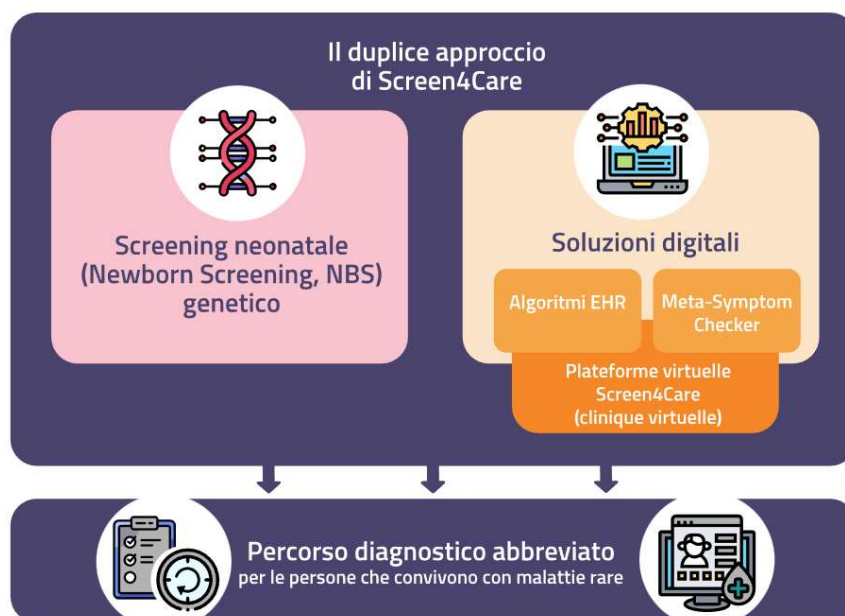 Il duplice approccio
di Screen4Care
Screening neonatale
(Newborn Screening, NBS)
genetico
Soluzioni digitali
Algoritmi EHR
Meta-Symptom
Checker
Plateforme virtuelle
Screen4Care
(clinique virtuelle)
Percorso diagnostico abbreviato
per le persone che convivono con malattie rare